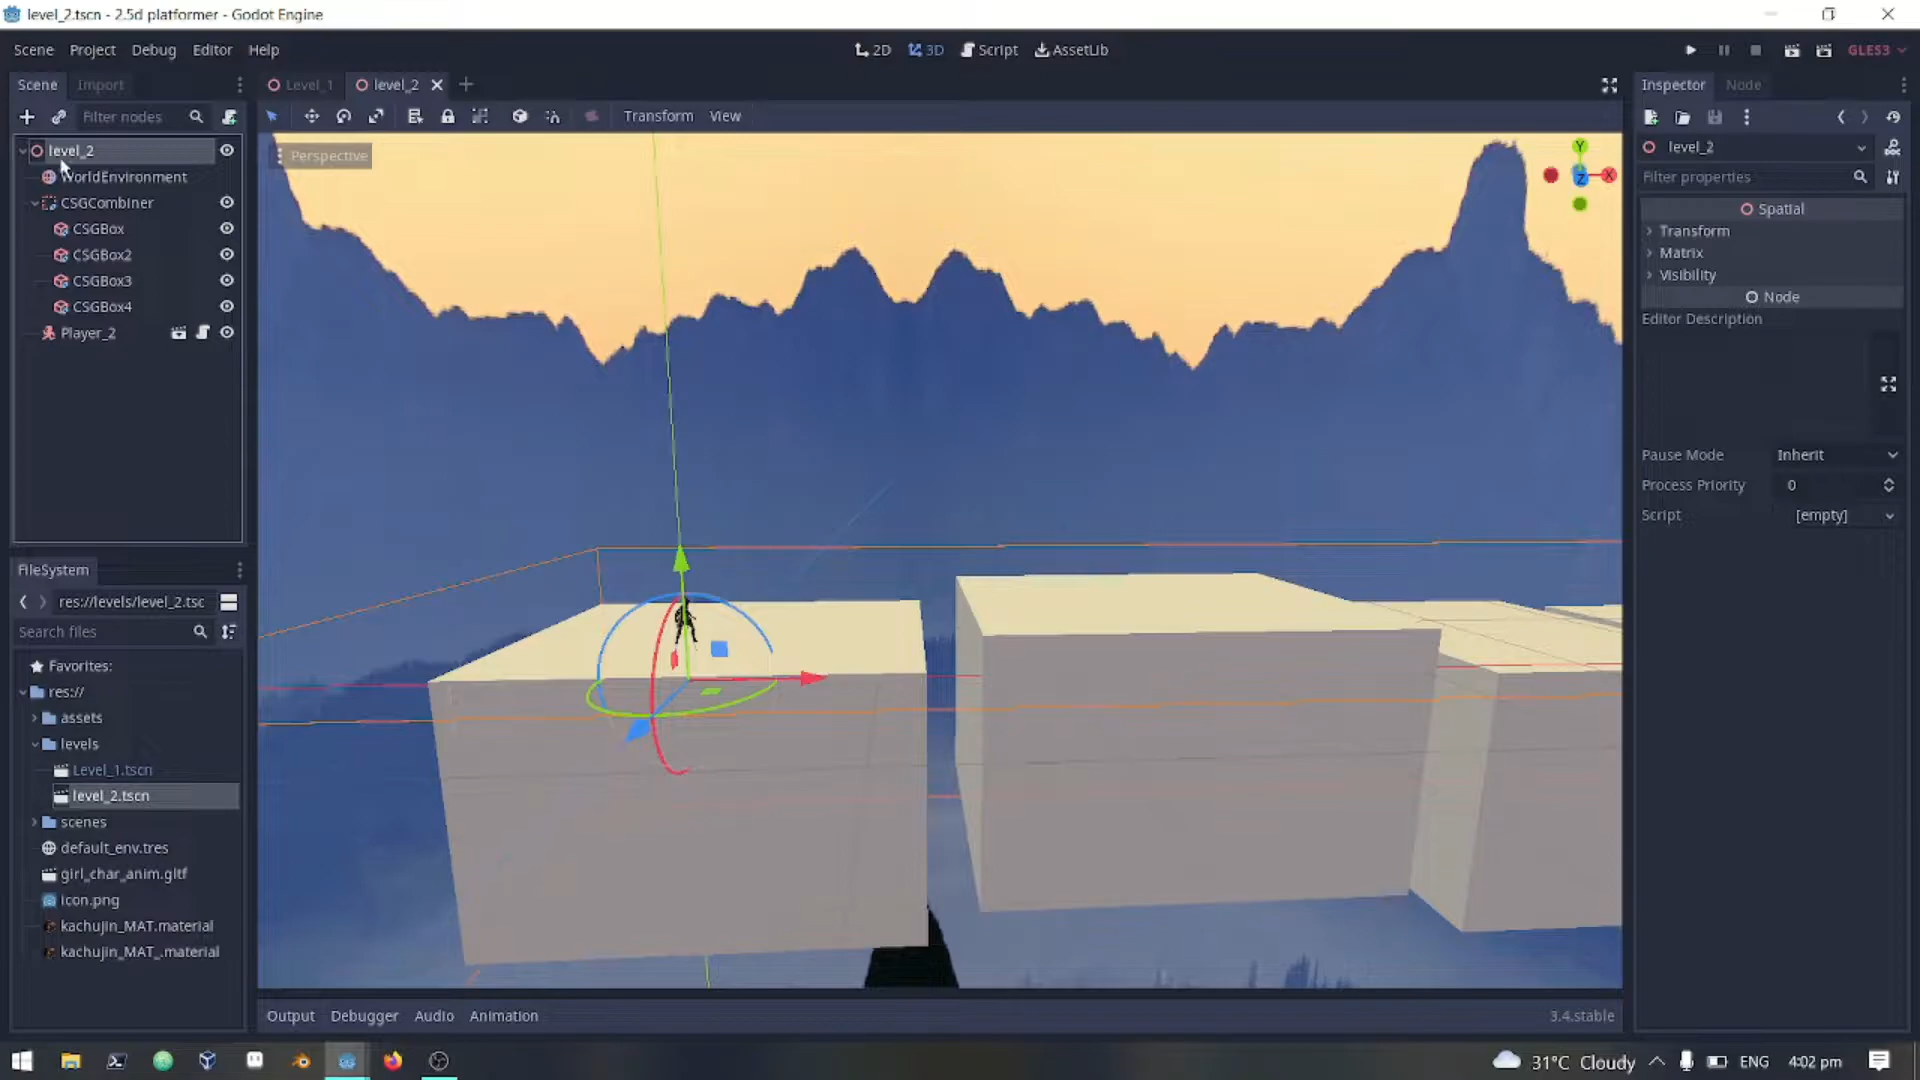 level_2.tscn - 2.5d platformer - Godot Engine
Scene Project Debug Editor Help
2D 3D Script AssetLib
GLES3
Scene Import
Level_1 level_2
Inspector Node
Filter nodes
Transform View
level_2
WorldEnvironment
CSGCombiner
CSGBox
CSGBox2
CSGBox3
CSGBox4
Player_2
Perspective
Y
Z
X
level_2
Filter properties
Spatial
Transform
Matrix
Visibility
Node
Editor Description
Pause Mode Inherit
Process Priority 0
Script [empty]
FileSystem
res://levels/level_2.tsc
Search files
Favorites:
res://
assets
levels
Level_1.tscn
level_2.tscn
scenes
default_env.tres
girl_char_anim.gltf
icon.png
kachujin_MAT.material
kachujin_MAT_.material
Output Debugger Audio Animation
3.4.stable
31°C Cloudy
ENG
4:02 pm